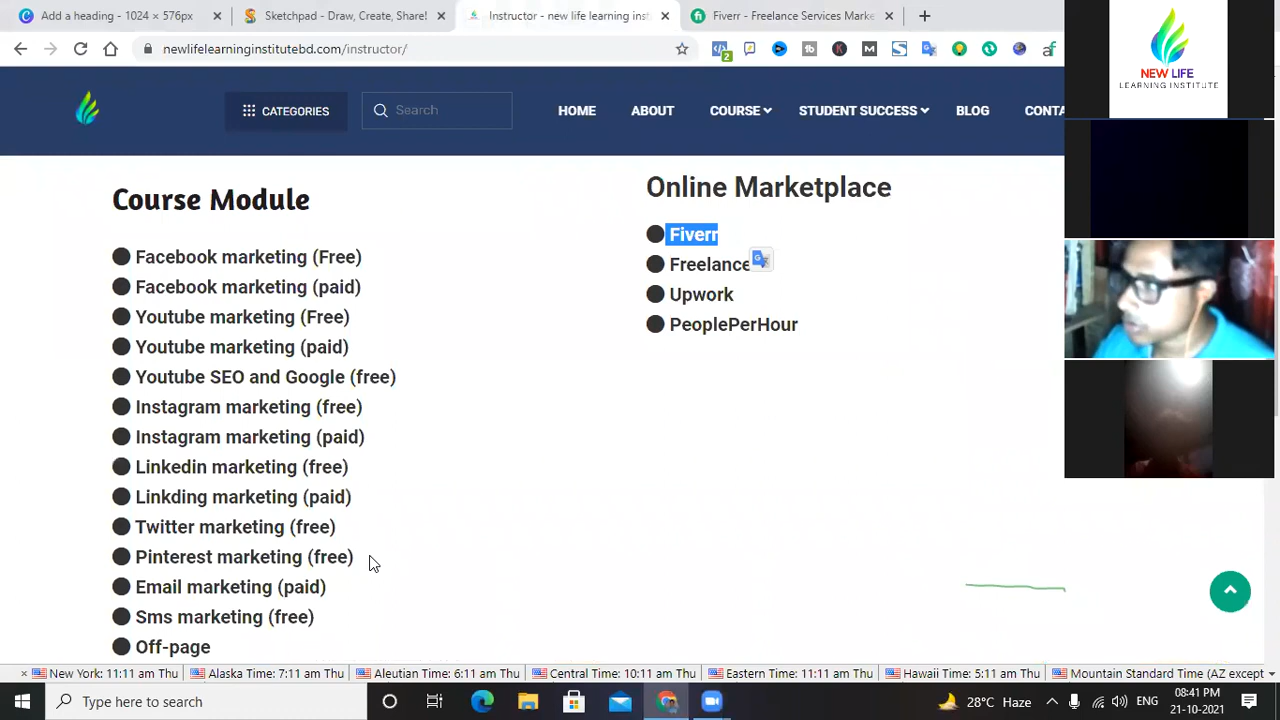 Add a heading - 1024 × 576px
Sketchpad - Draw, Create, Share!
Instructor - new life learning inst
Fiverr - Freelance Services Marke
newlifelearninginstitutebd.com/instructor/
2
CATEGORIES
Search
HOME
ABOUT
COURSE
STUDENT SUCCESS
BLOG
CONTA
NEW LIFE
LEARNING INSTITUTE
Course Module
Facebook marketing (Free)
Facebook marketing (paid)
Youtube marketing (Free)
Youtube marketing (paid)
Youtube SEO and Google (free)
Instagram marketing (free)
Instagram marketing (paid)
Linkedin marketing (free)
Linkding marketing (paid)
Twitter marketing (free)
Pinterest marketing (free)
Email marketing (paid)
Sms marketing (free)
Off-page
Online Marketplace
Fiverr
Freelance
Upwork
PeoplePerHour
New York: 11:11 am Thu
Alaska Time: 7:11 am Thu
Aleutian Time: 6:11 am Thu
Central Time: 10:11 am Thu
Eastern Time: 11:11 am Thu
Hawaii Time: 5:11 am Thu
Mountain Standard Time (AZ except
Type here to search
28°C Haze
ENG
08:41 PM
21-10-2021